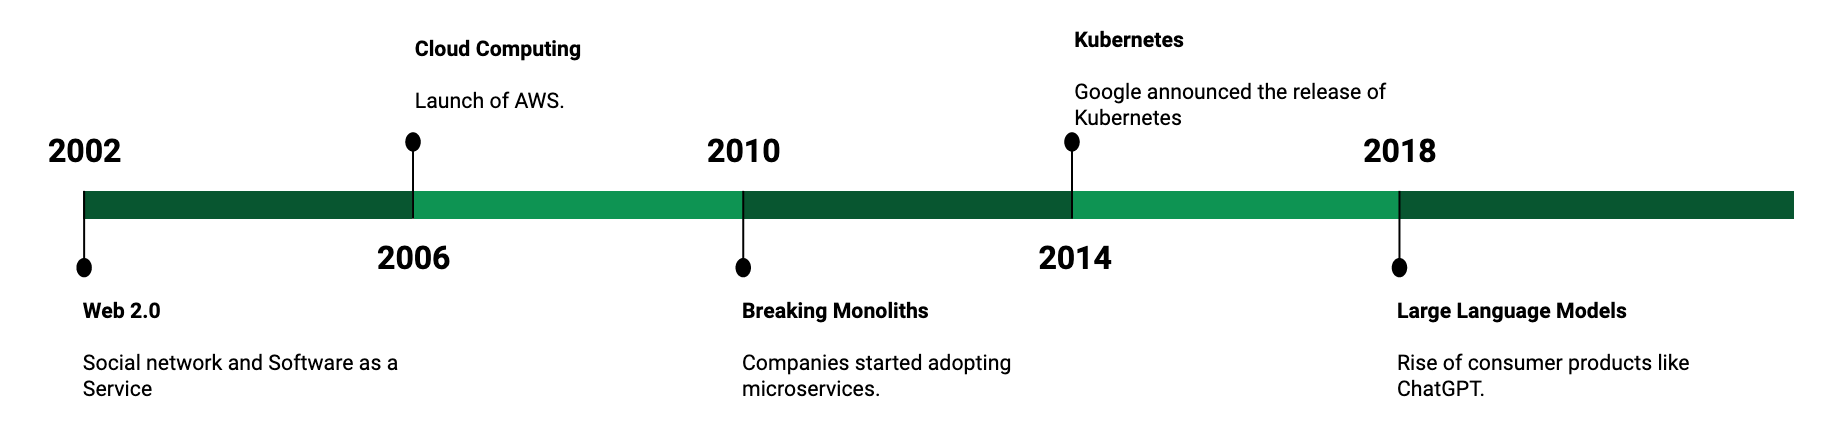 2002
Web 2.0
Social network and Software as a
Service
Cloud Computing
Launch of AWS.
2006
2010
Breaking Monoliths
Companies started adopting
microservices.
Kubernetes
Google announced the release of
Kubernetes
2014
2018
Large Language Models
Rise of consumer products like
ChatGPT.